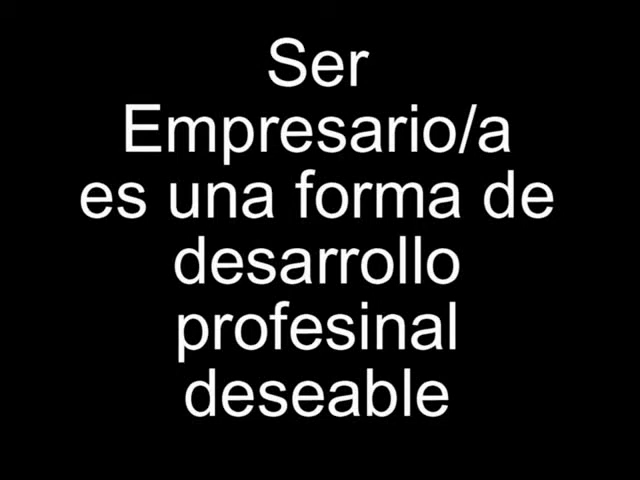 Ser
Empresario/a
es una forma de
desarrollo
profesinal
deseable